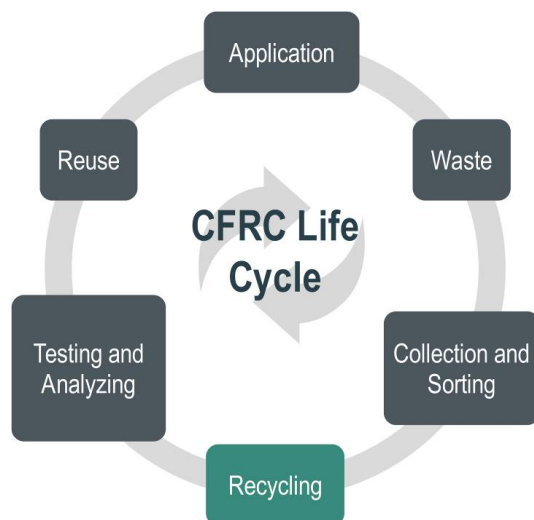 Application
Reuse
Waste
CFRC Life
Cycle
Testing and
Analyzing
Collection and
Sorting
Recycling